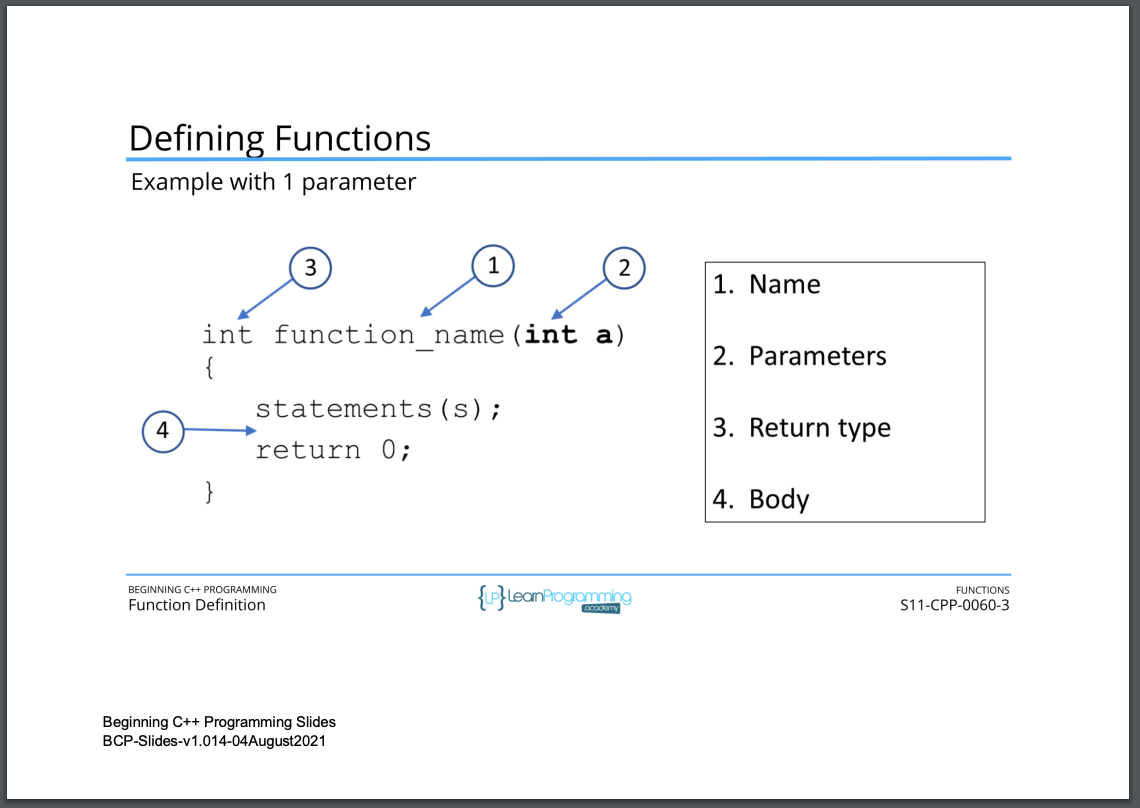 Defining Functions
Example with 1 parameter
3
1
2
int function_name(int a)
{
statements(s);
4
return 0;
}
1. Name
2. Parameters
3. Return type
4. Body
BEGINNING C++ PROGRAMMING
Function Definition
{LP} LearnProgramming
academy
FUNCTIONS
S11-CPP-0060-3
Beginning C++ Programming Slides
BCP-Slides-v1.014-04August2021